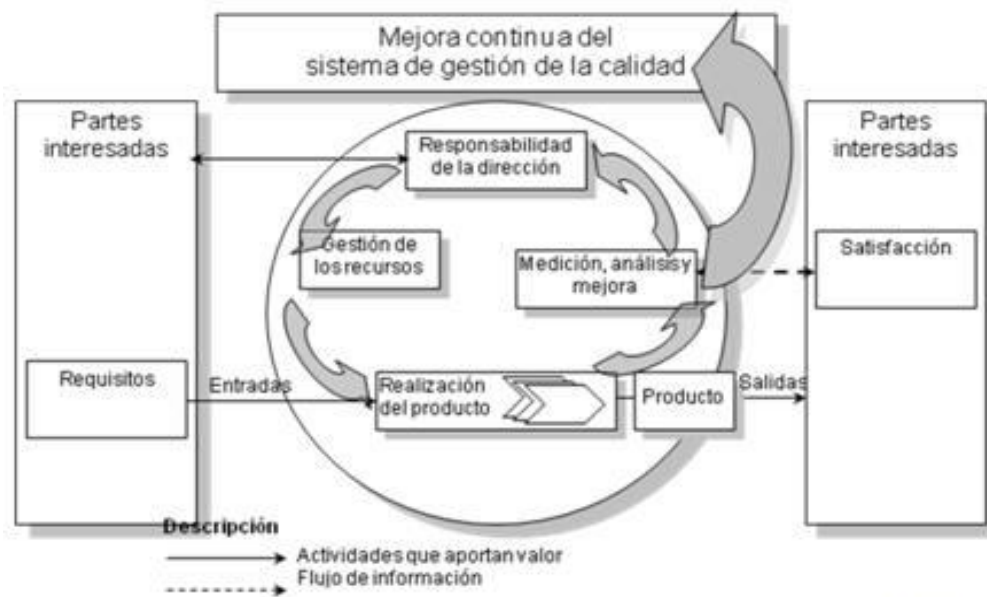 Mejora continua del
sistema de gestión de la calidad
Partes
interesadas
Responsabilidad
de la dirección
Partes
interesadas
Gestión de
los recursos
Medición, análisis y
mejora
Satisfacción
Requisitos
Entradas
Realización
del producto
Producto
Salidas
Descripción
Actividades que aportan valor
Flujo de información